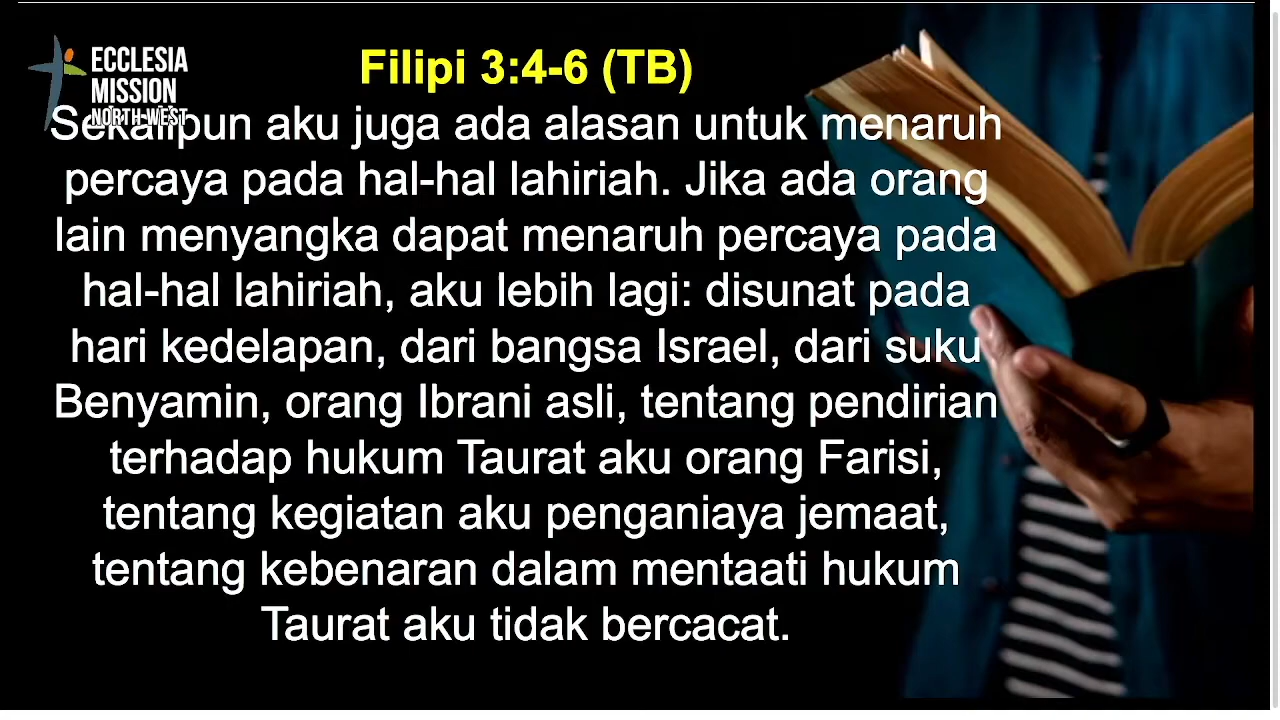 ECCLESIA
MISSION
NORTH WEST
Filipi 3:4-6 (TB)
Sekalipun aku juga ada alasan untuk menaruh
percaya pada hal-hal lahiriah. Jika ada orang
lain menyangka dapat menaruh percaya pada
hal-hal lahiriah, aku lebih lagi: disunat pada
hari kedelapan, dari bangsa Israel, dari suku
Benyamin, orang Ibrani asli, tentang pendirian
terhadap hukum Taurat aku orang Farisi,
tentang kegiatan aku penganiaya jemaat,
tentang kebenaran dalam mentaati hukum
Taurat aku tidak bercacat.